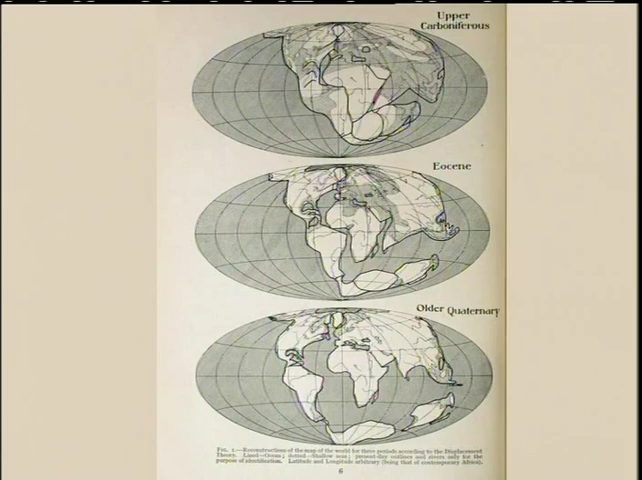 Upper
Carboniferous
Eocene
Older Quaternary
FIG. 1.—Reconstructions of the map of the world for three periods according to the Displacement
Theory. Lined—Ocean; dotted—Shallow seas; present-day outlines and rivers only for the
purpose of identification. Latitude and Longitude arbitrary (being that of contemporary Africa).
6